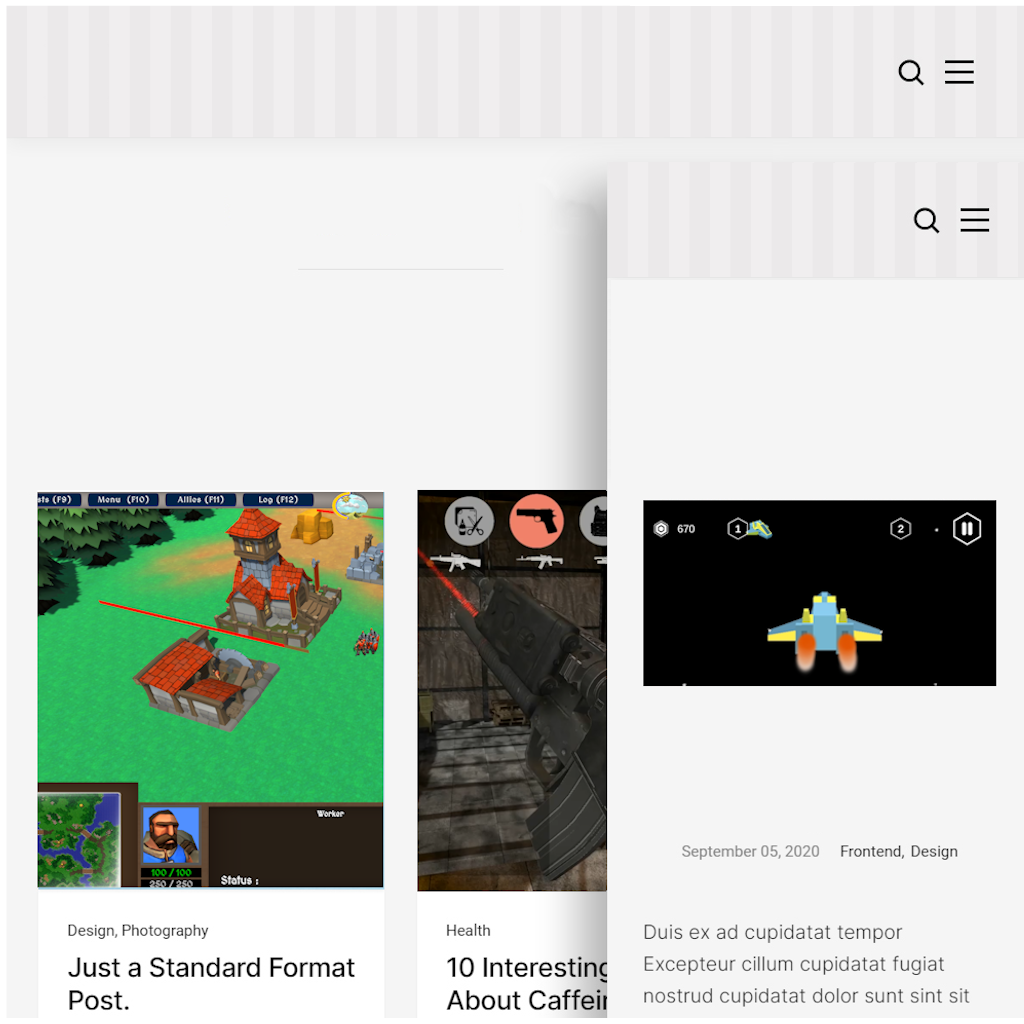 sts (F9) Menu (F10) Allies (F11) Log (F12)
Worker
100 / 100
250 / 250
Status :
Design, Photography
Just a Standard Format
Post.
Health
10 Interesting
About Caffei
670 1 2
September 05, 2020 Frontend, Design
Duis ex ad cupidatat tempor
Excepteur cillum cupidatat fugiat
nostrud cupidatat dolor sunt sint sit